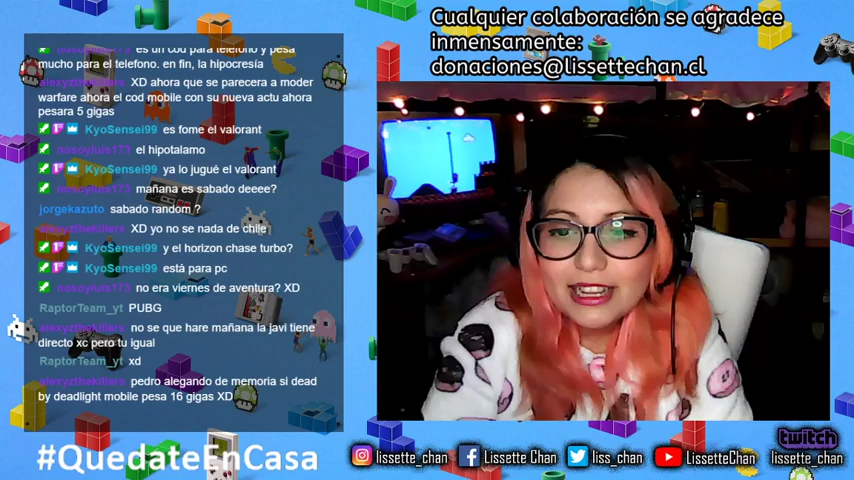 Cualquier colaboración se agradece
inmensamente:
donaciones@lissettechan.cl
nosoyluis173 es un cod para telefono y pesa
mucho para el telefono. en fin, la hipocresía
alexyzthekillers XD ahora que se parecera a moder
warfare ahora el cod mobile con su nueva actu ahora
pesara 5 gigas
KyoSensei99 es fome el valorant
nosoyluis173 el hipotalamo
KyoSensei99 ya lo jugué el valorant
nosoyluis173 mañana es sabado deeee?
jorgekazuto sabado random ?
alexyzthekillers XD yo no se nada de chile
KyoSensei99 y el horizon chase turbo?
KyoSensei99 está para pc
nosoyluis173 no era viernes de aventura? XD
RaptorTeam_yt PUBG
alexyzthekillers no se que hare mañana la javi tiene
directo xc pero tu igual
RaptorTeam_yt xd
alexyzthekillers pedro alegando de memoria si dead
by deadlight mobile pesa 16 gigas XD
#QuedateEnCasa
lissette_chan
Lissette Chan
liss_chan
LissetteChan
twitch
lissette_chan